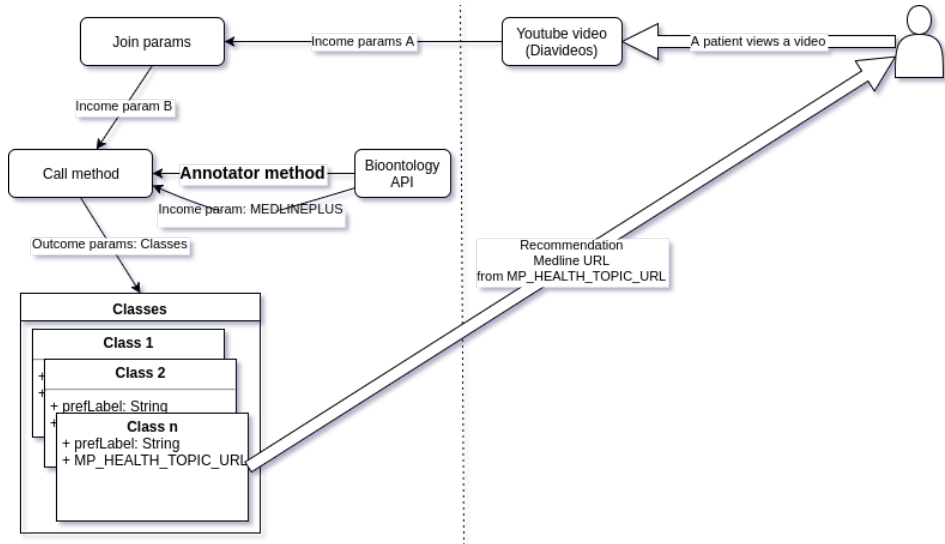 Join params
Income params A
Youtube video
(Diavideos)
A patient views a video
Income param B
Call method
Annotator method
Bioontology
API
Income param: MEDLINEPLUS
Outcome params: Classes
Recommendation
Medline URL
from MP_HEALTH_TOPIC_URL
Classes
Class 1
+
+
Class 2
+ prefLabel: String
+
Class n
+ prefLabel: String
+ MP_HEALTH_TOPIC_URL